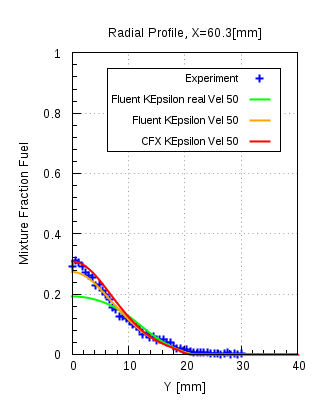 Radial Profile, X=60.3[mm]
1
Experiment
Fluent KEpsilon real Vel 50
Fluent KEpsilon Vel 50
CFX KEpsilon Vel 50
0.8
0.6
Mixture Fraction Fuel
0.4
0.2
0
0 10 20 30 40
Y [mm]